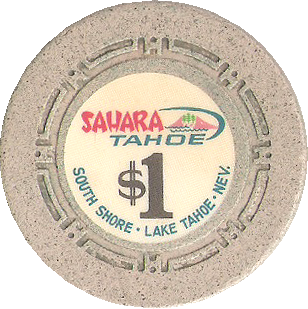 SAHARA
TAHOE
$1
SOUTH SHORE · LAKE TAHOE · NEV.